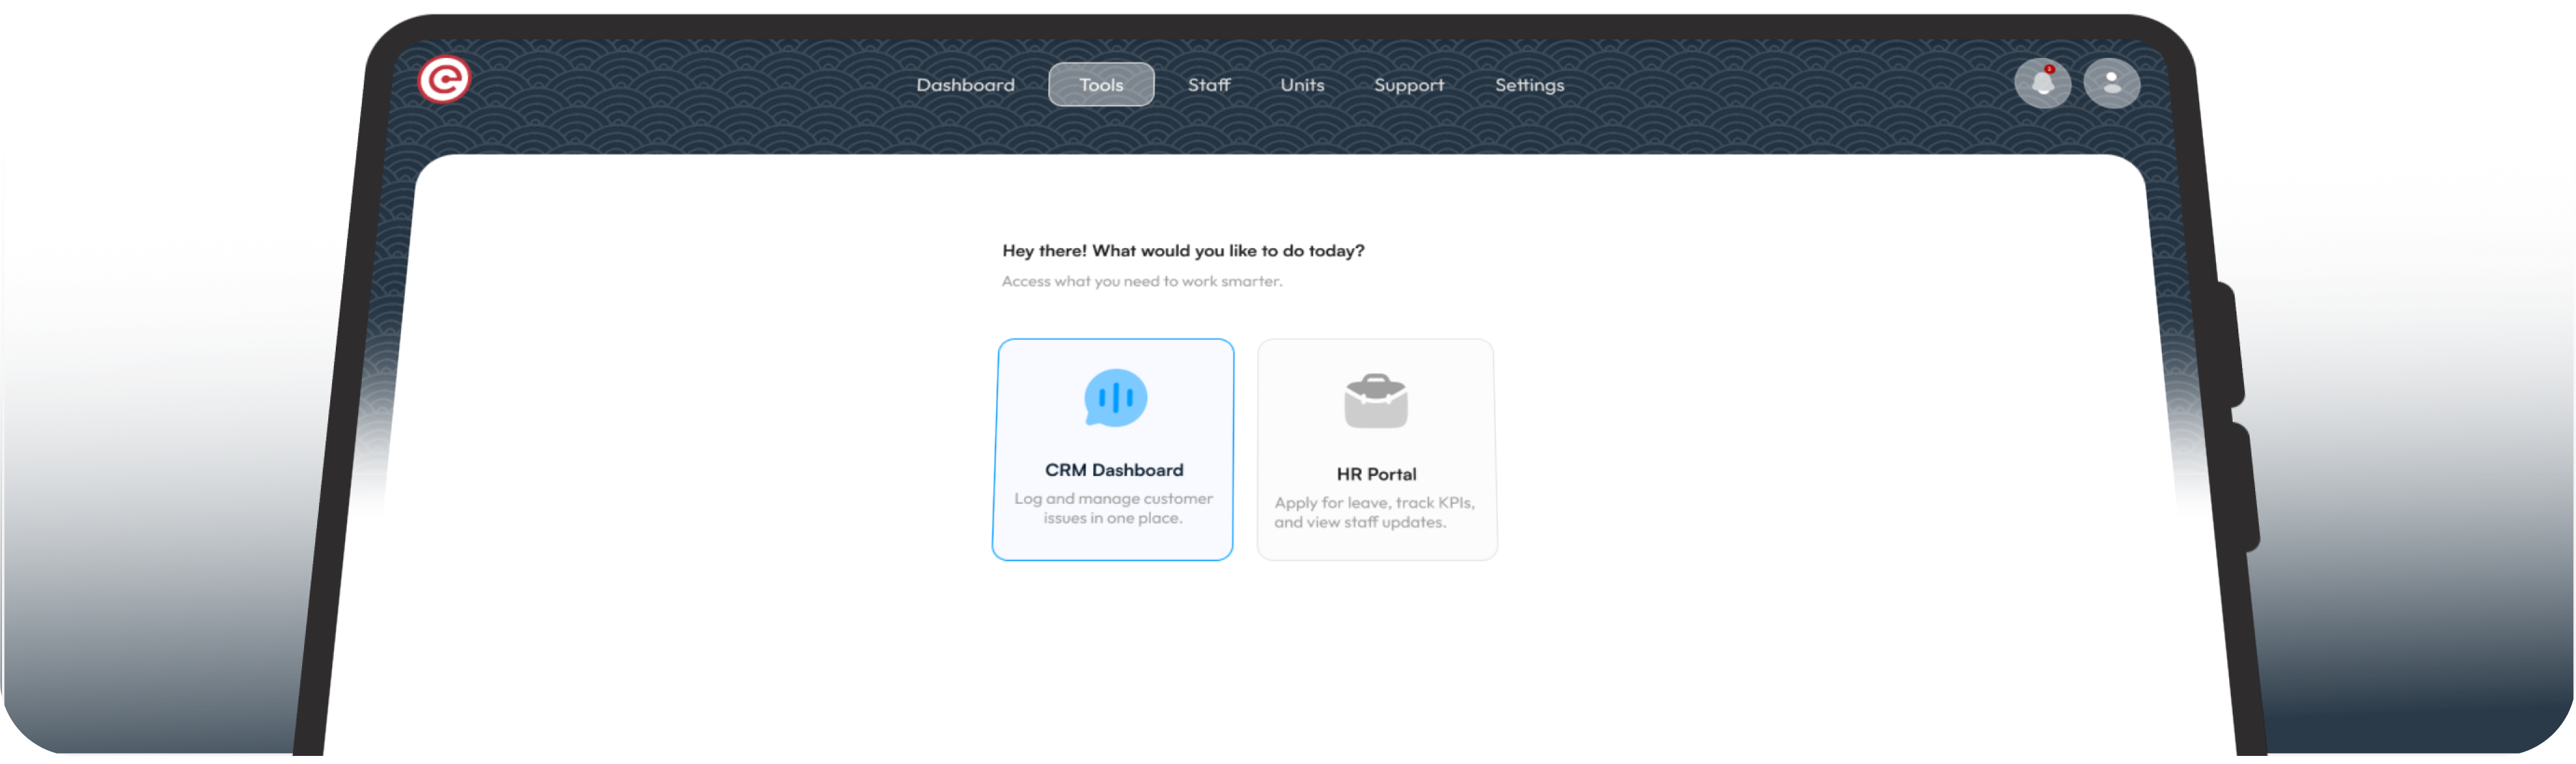 Dashboard
Tools
Staff
Units
Support
Settings
Hey there! What would you like to do today?
Access what you need to work smarter.
CRM Dashboard
Log and manage customer
issues in one place.
HR Portal
Apply for leave, track KPIs,
and view staff updates.